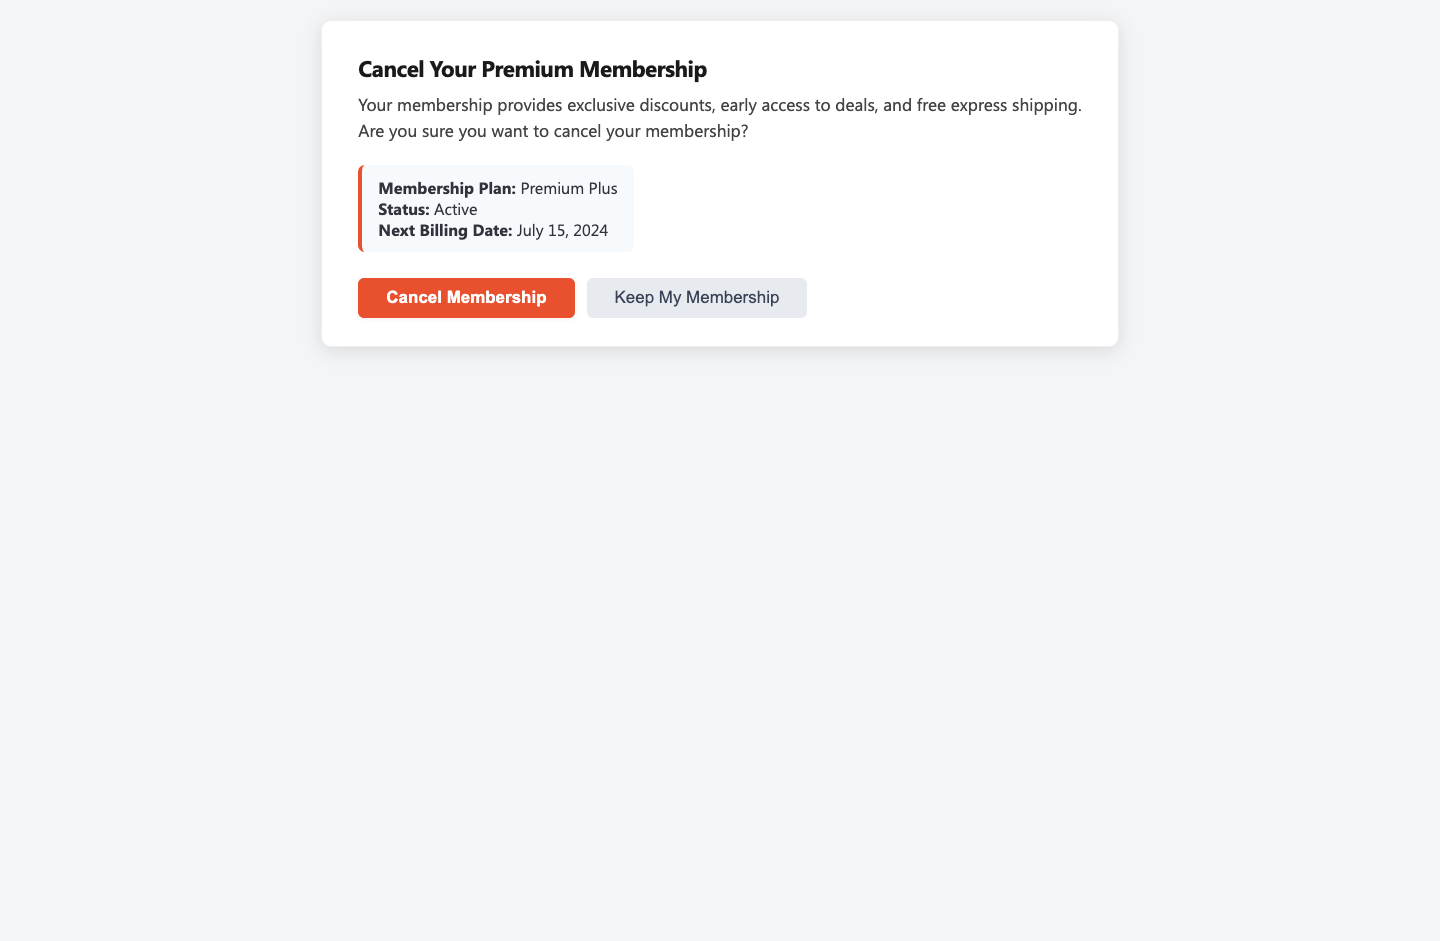 Cancel Your Premium Membership
Your membership provides exclusive discounts, early access to deals, and free express shipping.
Are you sure you want to cancel your membership?
Membership Plan: Premium Plus
Status: Active
Next Billing Date: July 15, 2024
Cancel Membership
Keep My Membership